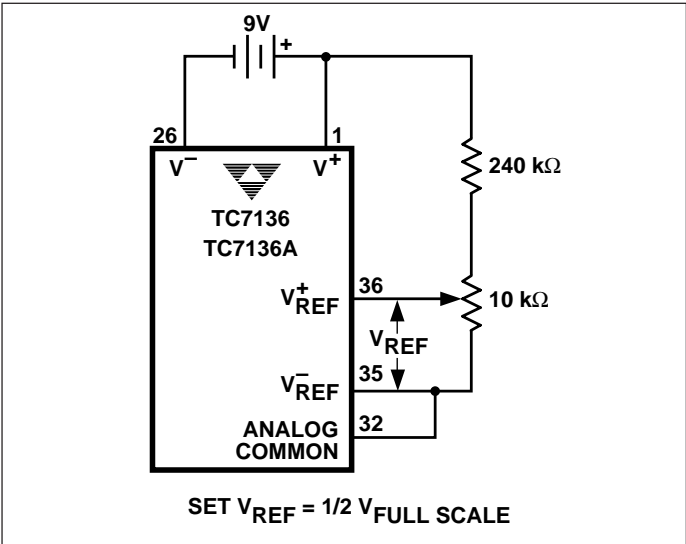 9V
+
26
1
V–
V+
TC7136
TC7136A
240 kΩ
36
V+REF
10 kΩ
VREF
35
V–REF
32
ANALOG
COMMON
SET VREF = 1/2 VFULL SCALE